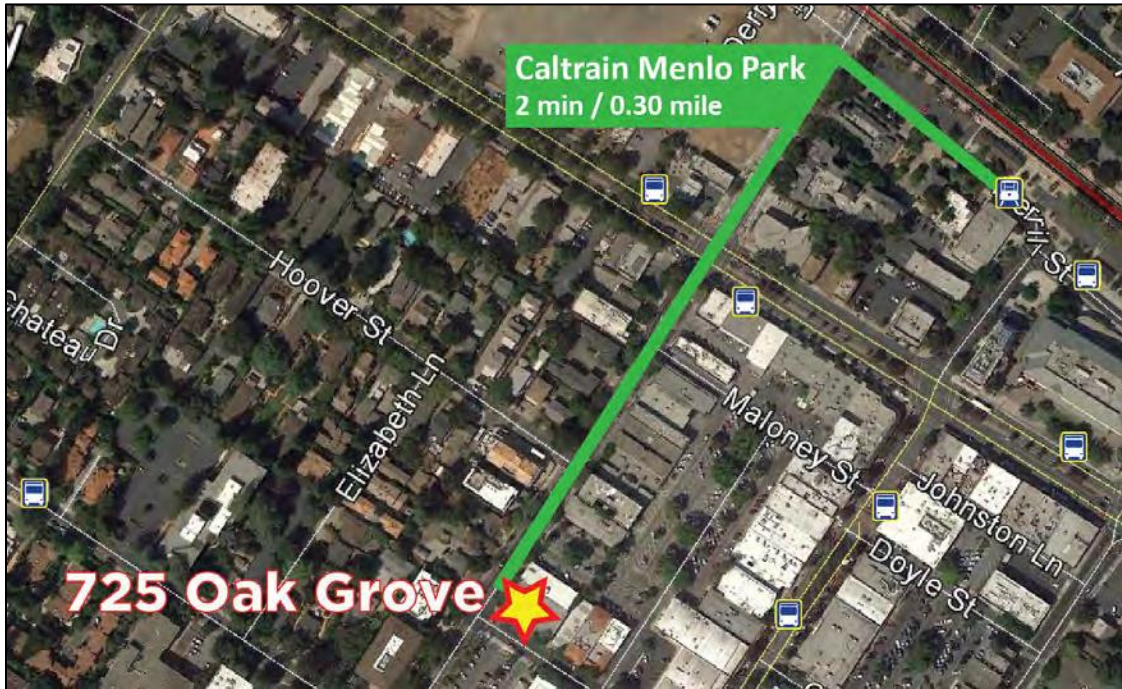 Caltrain Menlo Park
2 min / 0.30 mile
Hoover St
Chateau
Dr
Elizabeth Ln
Maloney St
Johnston Ln
Doyle St
725 Oak Grove